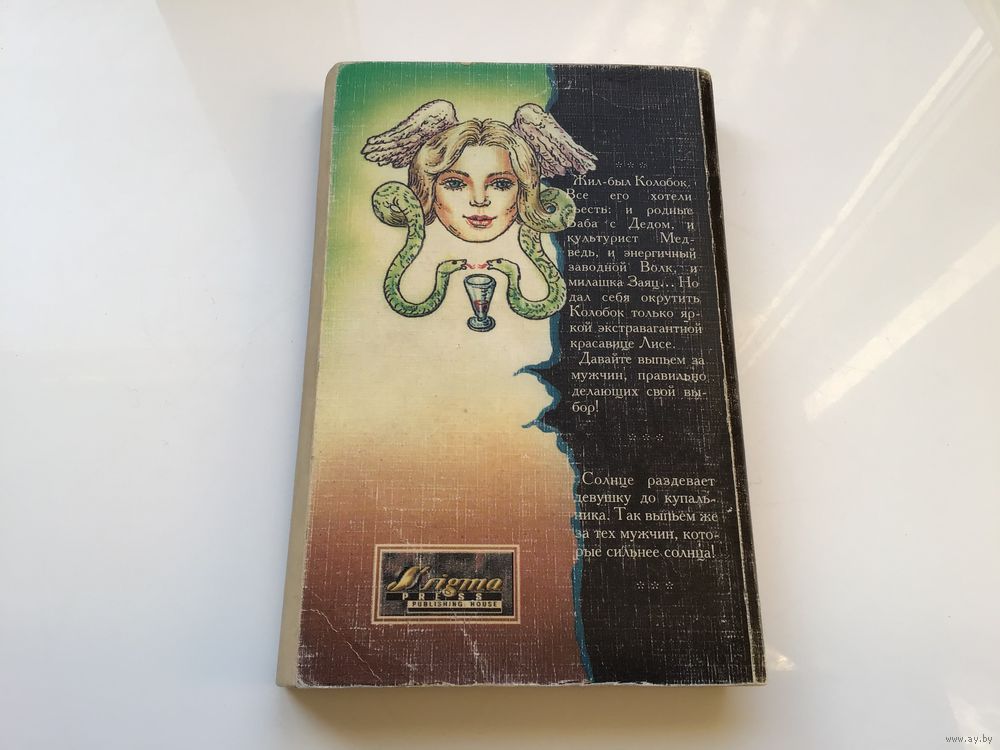 * * *
Жил-был Колобок.
Все его хотели
съесть: и родные
Баба с Дедом, и
культурист Мед-
ведь, и энергичный
заводной Волк, и
милашка Заяц... Но
дал себя окрутить
Колобок только яр-
кой экстравагантной
красавице Лисе.
Давайте выпьем за
мужчин, правильно
делающих свой вы-
бор!
* * *
Солнце раздевает
девушку до купаль-
ника. Так выпьем же
за тех мужчин, кото-
рые сильнее солнца!
* * *
PRESS
PUBLISHING HOUSE
www.ay.by